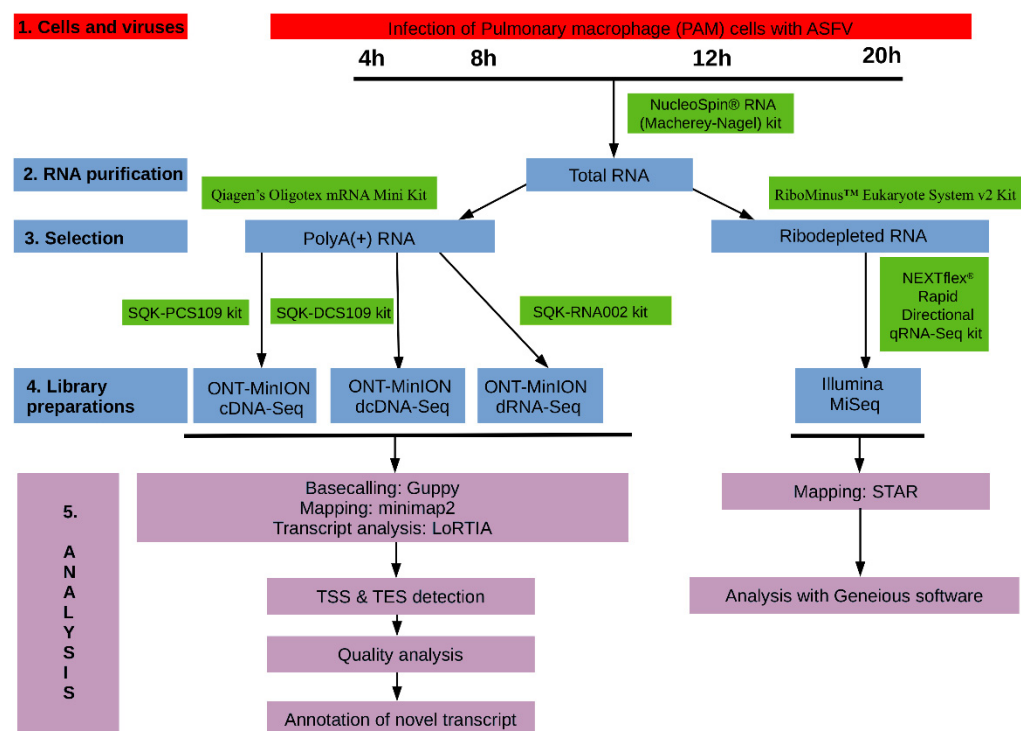 1. Cells and viruses
Infection of Pulmonary macrophage (PAM) cells with ASFV
4h 8h 12h 20h
NucleoSpin® RNA
(Macherey-Nagel) kit
2. RNA purification
Total RNA
Qiagen's Oligotex mRNA Mini Kit
RiboMinus™ Eukaryote System v2 Kit
3. Selection
PolyA(+) RNA
Ribodepleted RNA
SQK-PCS109 kit
SQK-DCS109 kit
SQK-RNA002 kit
NEXTflex®
Rapid
Directional
qRNA-Seq kit
4. Library
preparations
ONT-MinION
cDNA-Seq
ONT-MinION
dcDNA-Seq
ONT-MinION
dRNA-Seq
Illumina
MiSeq
5.
A
N
A
L
Y
S
I
S
Basecalling: Guppy
Mapping: minimap2
Transcript analysis: LoRTIA
TSS & TES detection
Quality analysis
Annotation of novel transcript
Mapping: STAR
Analysis with Geneious software